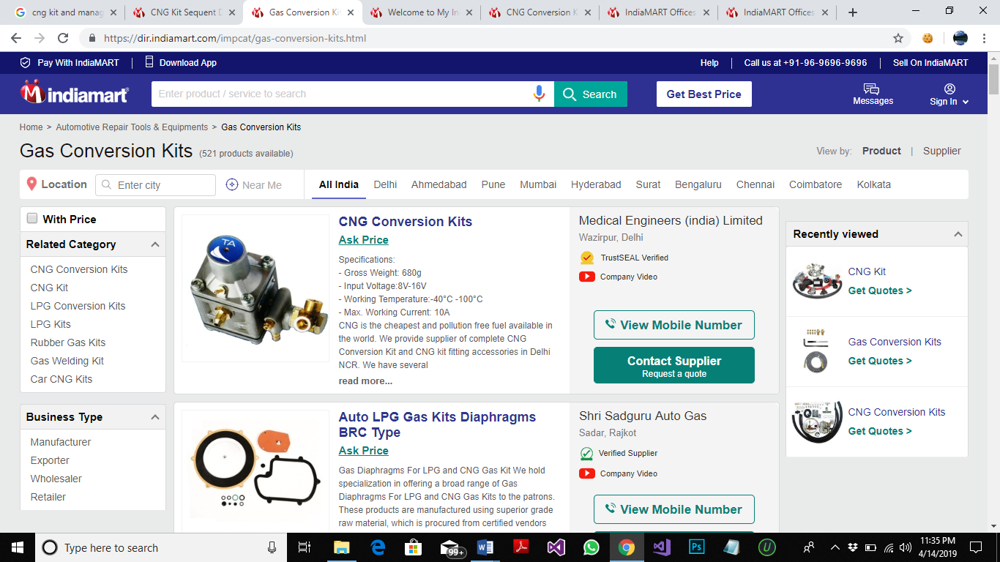 cng kit and manag
CNG Kit Sequent D
Gas Conversion Ki
Welcome to My In
CNG Conversion K
IndiaMART Offices
IndiaMART Offices
https://dir.indiamart.com/impcat/gas-conversion-kits.html
Pay With IndiaMART
Download App
Help
Call us at +91-96-9696-9696
Sell On IndiaMART
indiamart
Enter product / service to search
Search
Get Best Price
Messages
Sign In
Home > Automotive Repair Tools & Equipments > Gas Conversion Kits
Gas Conversion Kits (521 products available)
View by: Product | Supplier
Location
Enter city
Near Me
All India Delhi Ahmedabad Pune Mumbai Hyderabad Surat Bengaluru Chennai Coimbatore Kolkata
With Price
Related Category
CNG Conversion Kits
CNG Kit
LPG Conversion Kits
LPG Kits
Rubber Gas Kits
Gas Welding Kit
Car CNG Kits
Business Type
Manufacturer
Exporter
Wholesaler
Retailer
TA
CNG Conversion Kits
Ask Price
Specifications:
- Gross Weight: 680g
- Input Voltage:8V-16V
- Working Temperature:-40°C -100°C
- Max. Working Current: 10A
CNG is the cheapest and pollution free fuel available in
the world. We provide supplier of complete CNG
Conversion Kit and CNG kit fitting accessories in Delhi
NCR. We have several
read more...
Medical Engineers (india) Limited
Wazirpur, Delhi
TrustSEAL Verified
Company Video
View Mobile Number
Contact Supplier
Request a quote
Auto LPG Gas Kits Diaphragms
BRC Type
Ask Price
Gas Diaphragms For LPG and CNG Gas Kit We hold
specialization in offering a broad range of Gas
Diaphragms For LPG and CNG Gas Kits to the patrons.
These products are manufactured using superior grade
raw material, which is procured from certified vendors
Shri Sadguru Auto Gas
Sadar, Rajkot
Verified Supplier
Company Video
View Mobile Number
Recently viewed
CNG Kit
Get Quotes >
Gas Conversion Kits
Get Quotes >
CNG Conversion Kits
Get Quotes >
Type here to search
99+
11:35 PM
4/14/2019